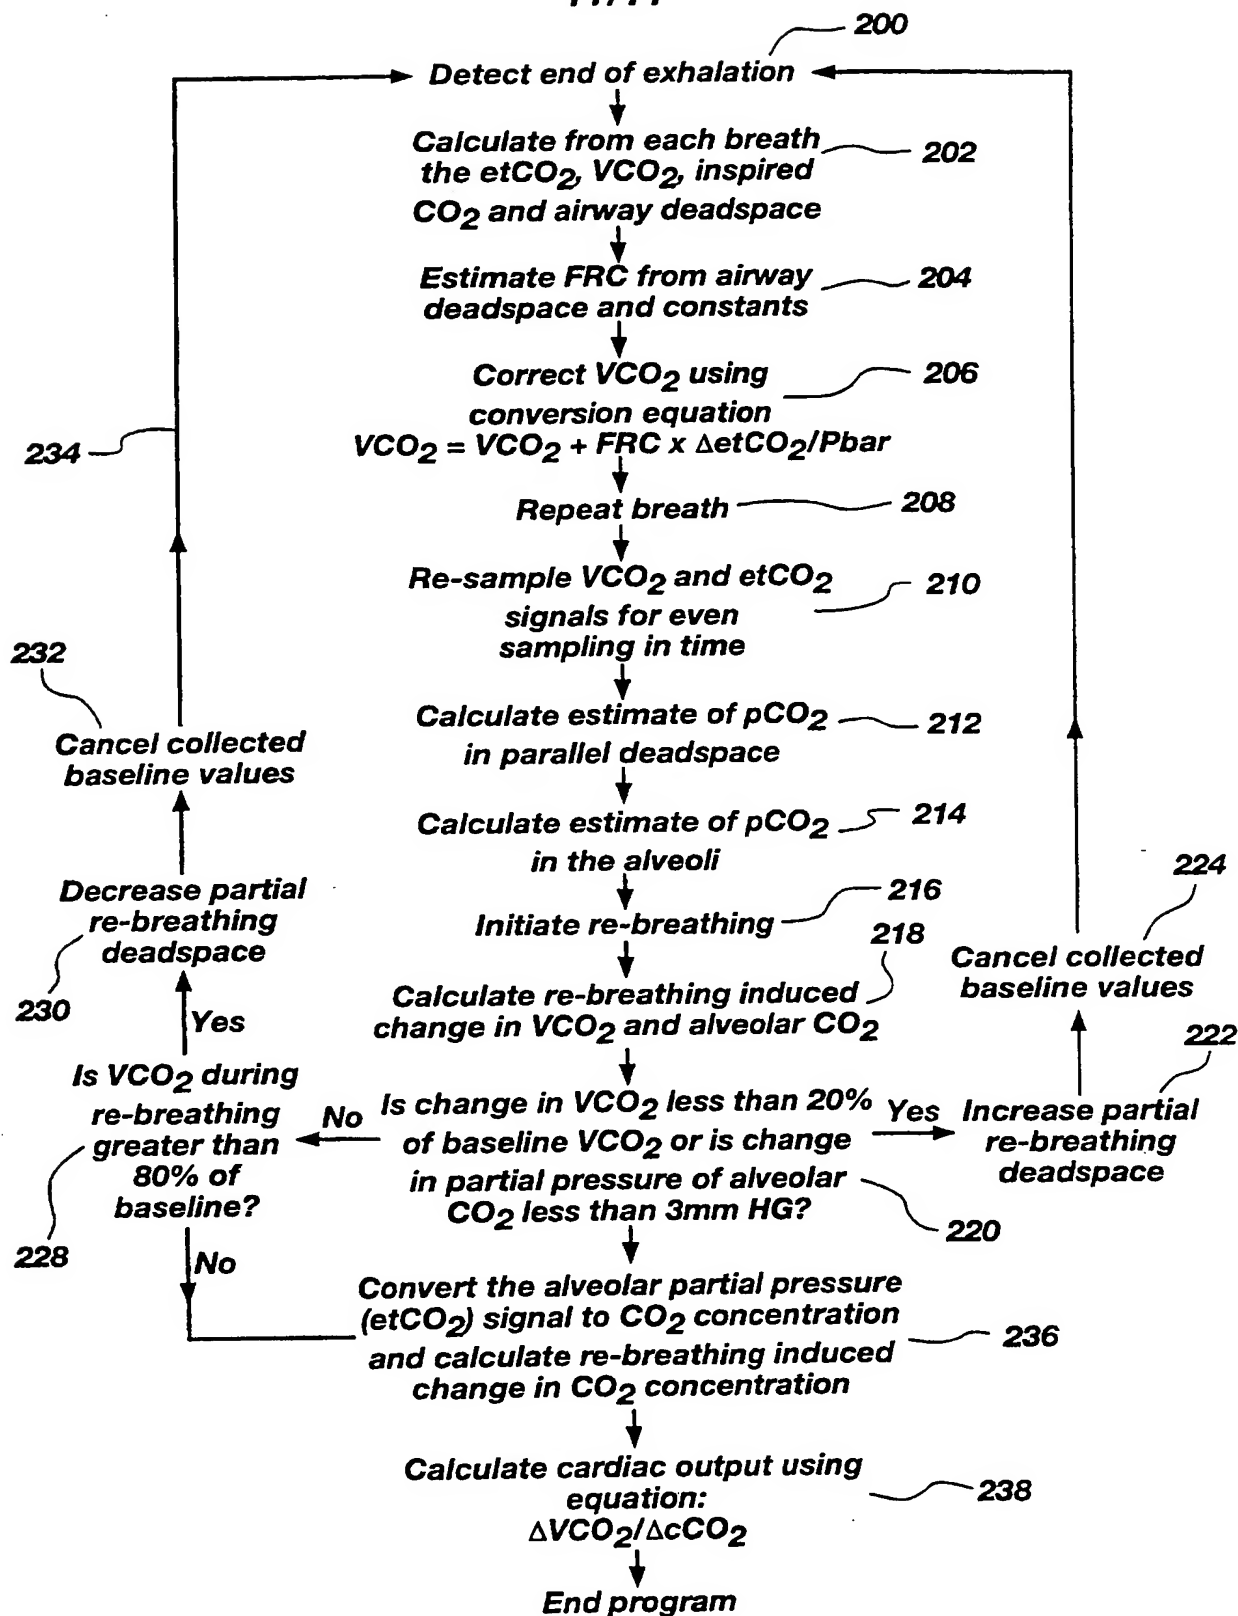 200
Detect end of exhalation
Calculate from each breath
the etCO2, VCO2, inspired
CO2 and airway deadspace
202
Estimate FRC from airway
deadspace and constants
204
Correct VCO2 using
conversion equation
VCO2 = VCO2 + FRC x ΔetCO2/Pbar
206
234
Repeat breath
208
Re-sample VCO2 and etCO2
signals for even
sampling in time
210
232
Cancel collected
baseline values
Calculate estimate of pCO2
in parallel deadspace
212
Calculate estimate of pCO2
in the alveoli
214
Decrease partial
re-breathing
deadspace
230
Initiate re-breathing
216
224
Cancel collected
baseline values
218
Calculate re-breathing induced
change in VCO2 and alveolar CO2
Yes
222
Is VCO2 during
re-breathing
greater than
80% of
baseline?
228
No
Is change in VCO2 less than 20%
of baseline VCO2 or is change
in partial pressure of alveolar
CO2 less than 3mm HG?
220
Yes
Increase partial
re-breathing
deadspace
No
Convert the alveolar partial pressure
(etCO2) signal to CO2 concentration
and calculate re-breathing induced
change in CO2 concentration
236
Calculate cardiac output using
equation:
ΔVCO2/ΔcCO2
238
End program